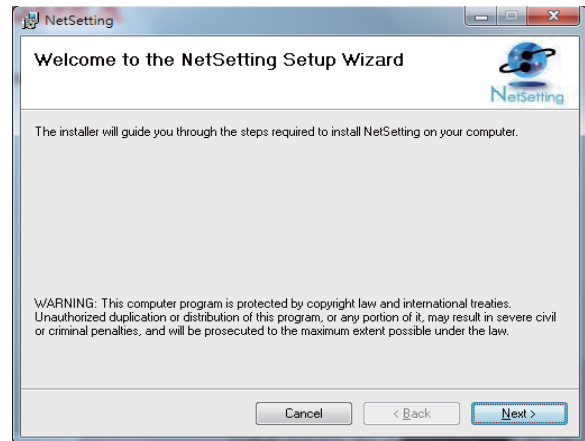 NetSetting
Welcome to the NetSetting Setup Wizard
NetSetting
The installer will guide you through the steps required to install NetSetting on your computer.
WARNING: This computer program is protected by copyright law and international treaties.
Unauthorized duplication or distribution of this program, or any portion of it, may result in severe civil
or criminal penalties, and will be prosecuted to the maximum extent possible under the law.
Cancel
< Back
Next >